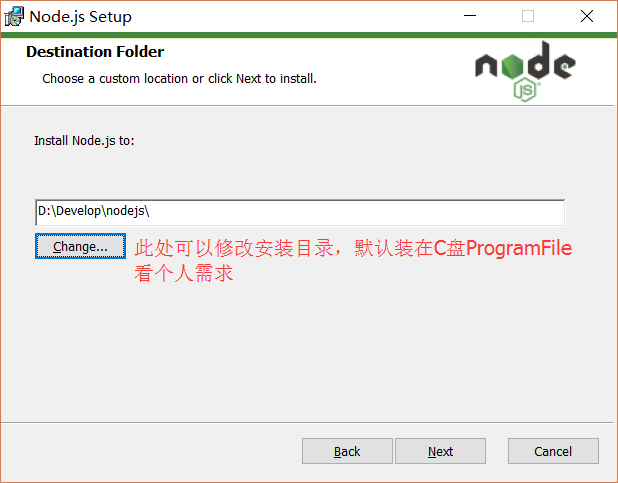 Node.js Setup
Destination Folder
Choose a custom location or click Next to install.
node
JS
Install Node.js to:
D:\Develop\nodejs\
Change...
此处可以修改安装目录，默认装在C盘ProgramFile
看个人需求
Back
Next
Cancel